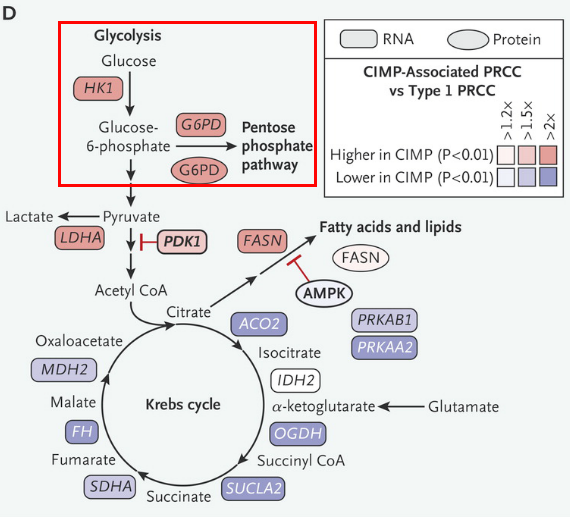 D
Glycolysis
Glucose
HK1
Glucose-
6-phosphate
G6PD
G6PD
Pentose
phosphate
pathway
RNA
Protein
CIMP-Associated PRCC
vs Type 1 PRCC
>1.2×
>1.5×
>2×
Higher in CIMP (P<0.01)
Lower in CIMP (P<0.01)
Lactate
Pyruvate
LDHA
PDK1
FASN
Fatty acids and lipids
FASN
AMPK
Acetyl CoA
Citrate
ACO2
PRKAB1
PRKAA2
Oxaloacetate
Isocitrate
MDH2
IDH2
Malate
Krebs cycle
α-ketoglutarate
Glutamate
FH
OGDH
Fumarate
Succinyl CoA
SDHA
Succinate
SUCLA2